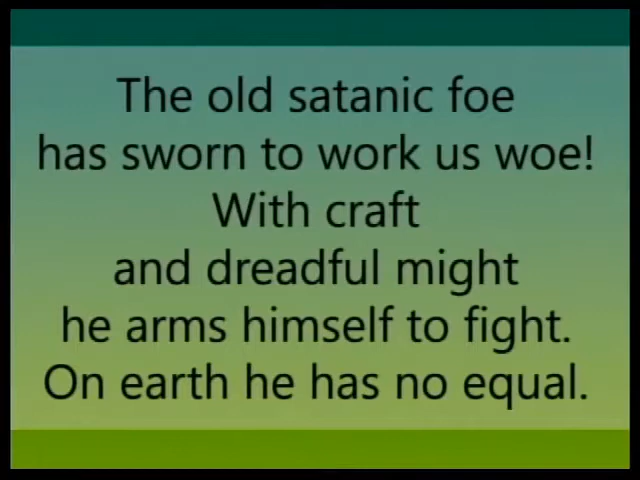 The old satanic foe
has sworn to work us woe!
With craft
and dreadful might
he arms himself to fight.
On earth he has no equal.